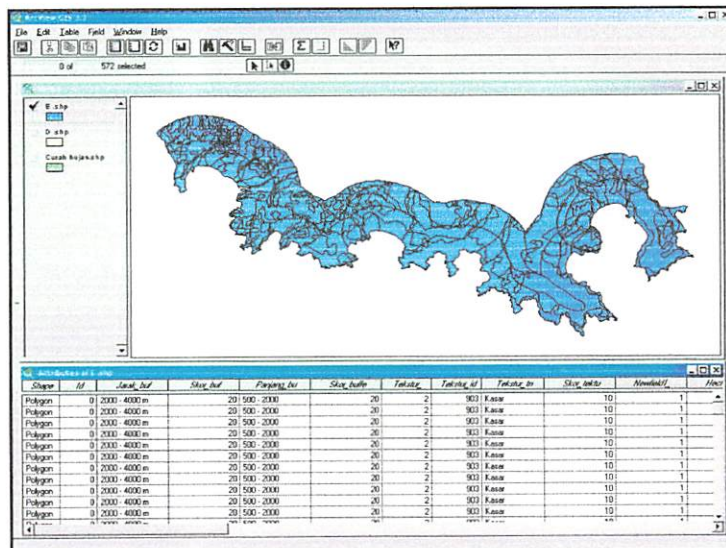 ArcView GIS 3.3
File Edit Table Field Window Help
0 of 572 selected
E.shp
D.shp
Curah hujan.shp
Attributes of E.shp
Shape Id Jarak_buf Skor_buf Panjang_bu Skor_buffe Tekstur_ Tekstur_id Tekstur_tn Skor_tekstu Newfield1_
Polygon 0 2000 - 4000 m 20 500 - 2000 20 2 903 Kasar 10 1
Polygon 0 2000 - 4000 m 20 500 - 2000 20 2 903 Kasar 10 1
Polygon 0 2000 - 4000 m 20 500 - 2000 20 2 903 Kasar 10 1
Polygon 0 2000 - 4000 m 20 500 - 2000 20 2 903 Kasar 10 1
Polygon 0 2000 - 4000 m 20 500 - 2000 20 2 903 Kasar 10 1
Polygon 0 2000 - 4000 m 20 500 - 2000 20 2 903 Kasar 10 1
Polygon 0 2000 - 4000 m 20 500 - 2000 20 2 903 Kasar 10 1
Polygon 0 2000 - 4000 m 20 500 - 2000 20 2 903 Kasar 10 1
Polygon 0 2000 - 4000 m 20 500 - 2000 20 2 903 Kasar 10 1
Polygon 0 2000 - 4000 m 20 500 - 2000 20 2 903 Kasar 10 1